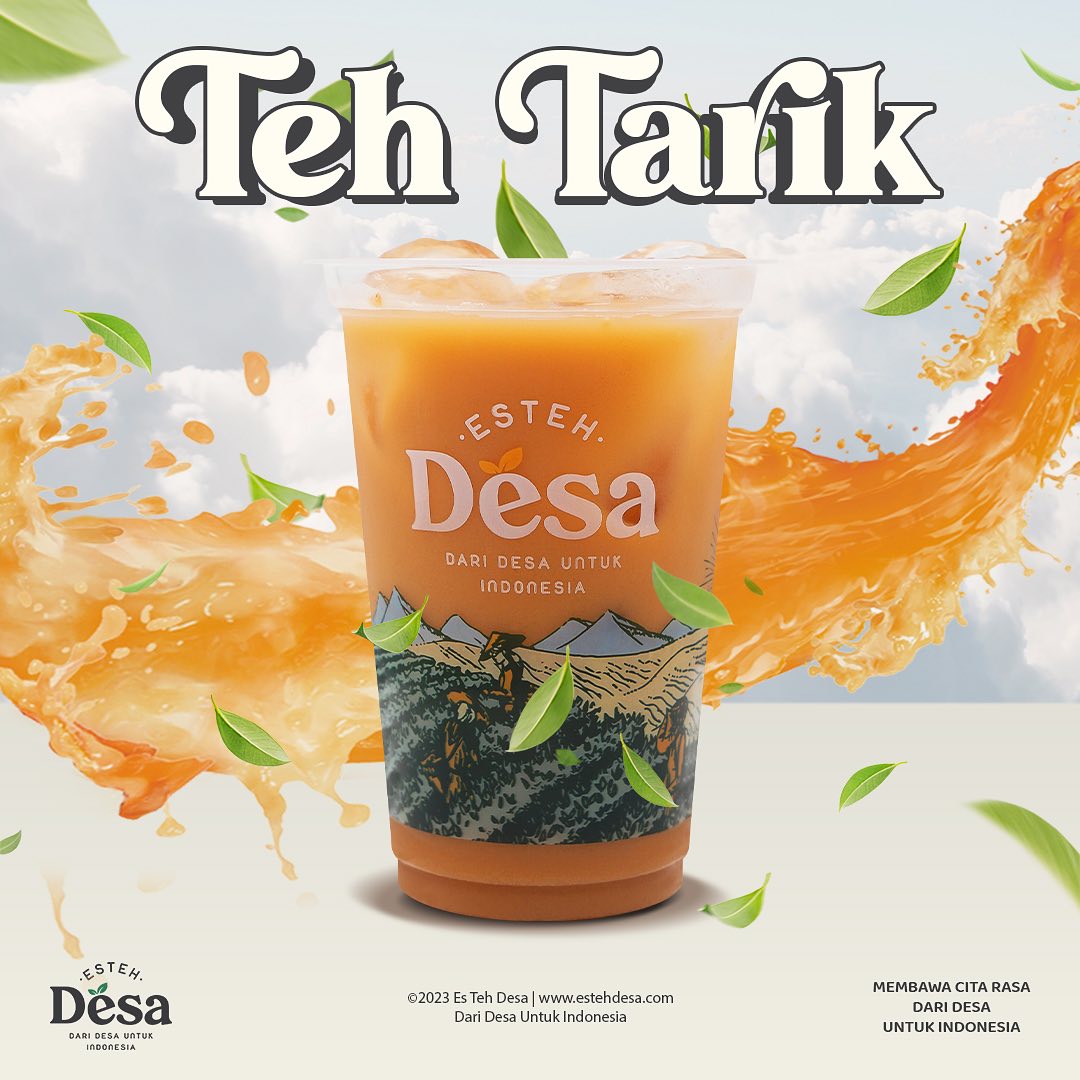 Teh Tarik
·ESTEH·
Desa
DARI DESA UNTUK
INDONESIA
·ESTEH·
Desa
DARI DESA UNTUK
INDONESIA
©2023 Es Teh Desa | www.estehdesa.com
Dari Desa Untuk Indonesia
MEMBAWA CITA RASA
DARI DESA
UNTUK INDONESIA